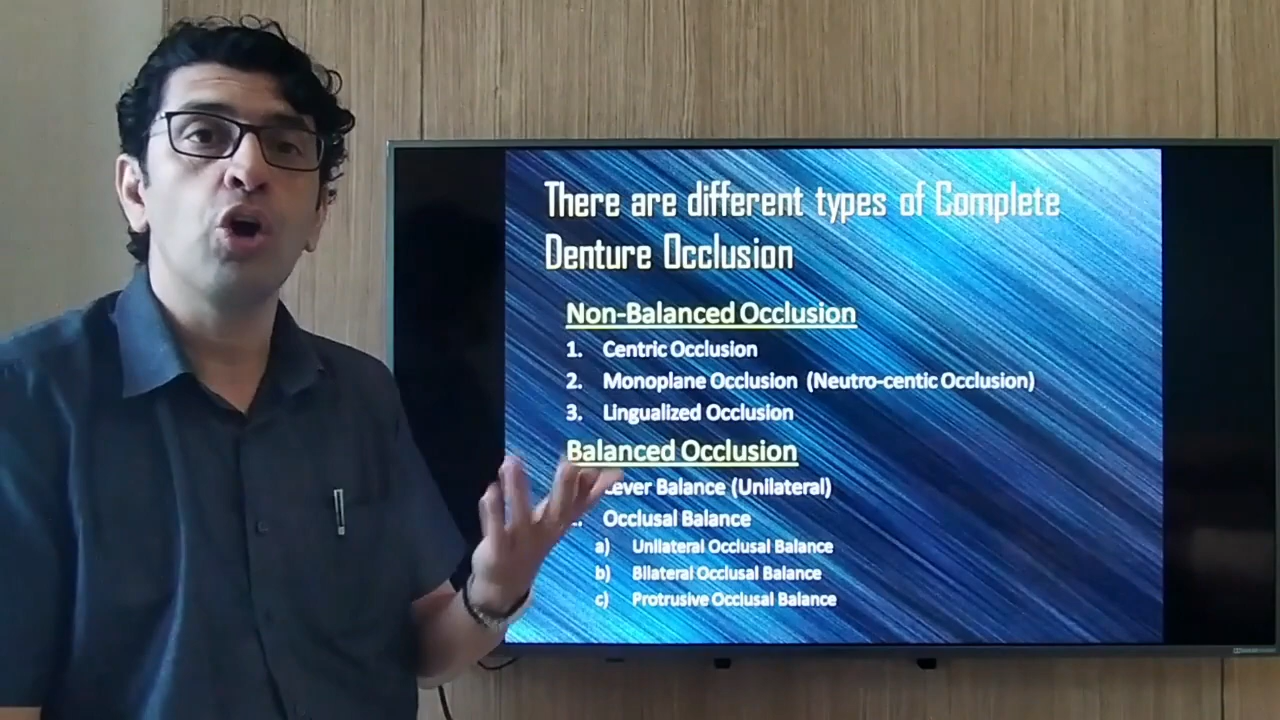 There are different types of Complete
Denture Occlusion
Non-Balanced Occlusion
1. Centric Occlusion
2. Monoplane Occlusion (Neutro-centic Occlusion)
3. Lingualized Occlusion
Balanced Occlusion
Lever Balance (Unilateral)
Occlusal Balance
a) Unilateral Occlusal Balance
b) Bilateral Occlusal Balance
c) Protrusive Occlusal Balance